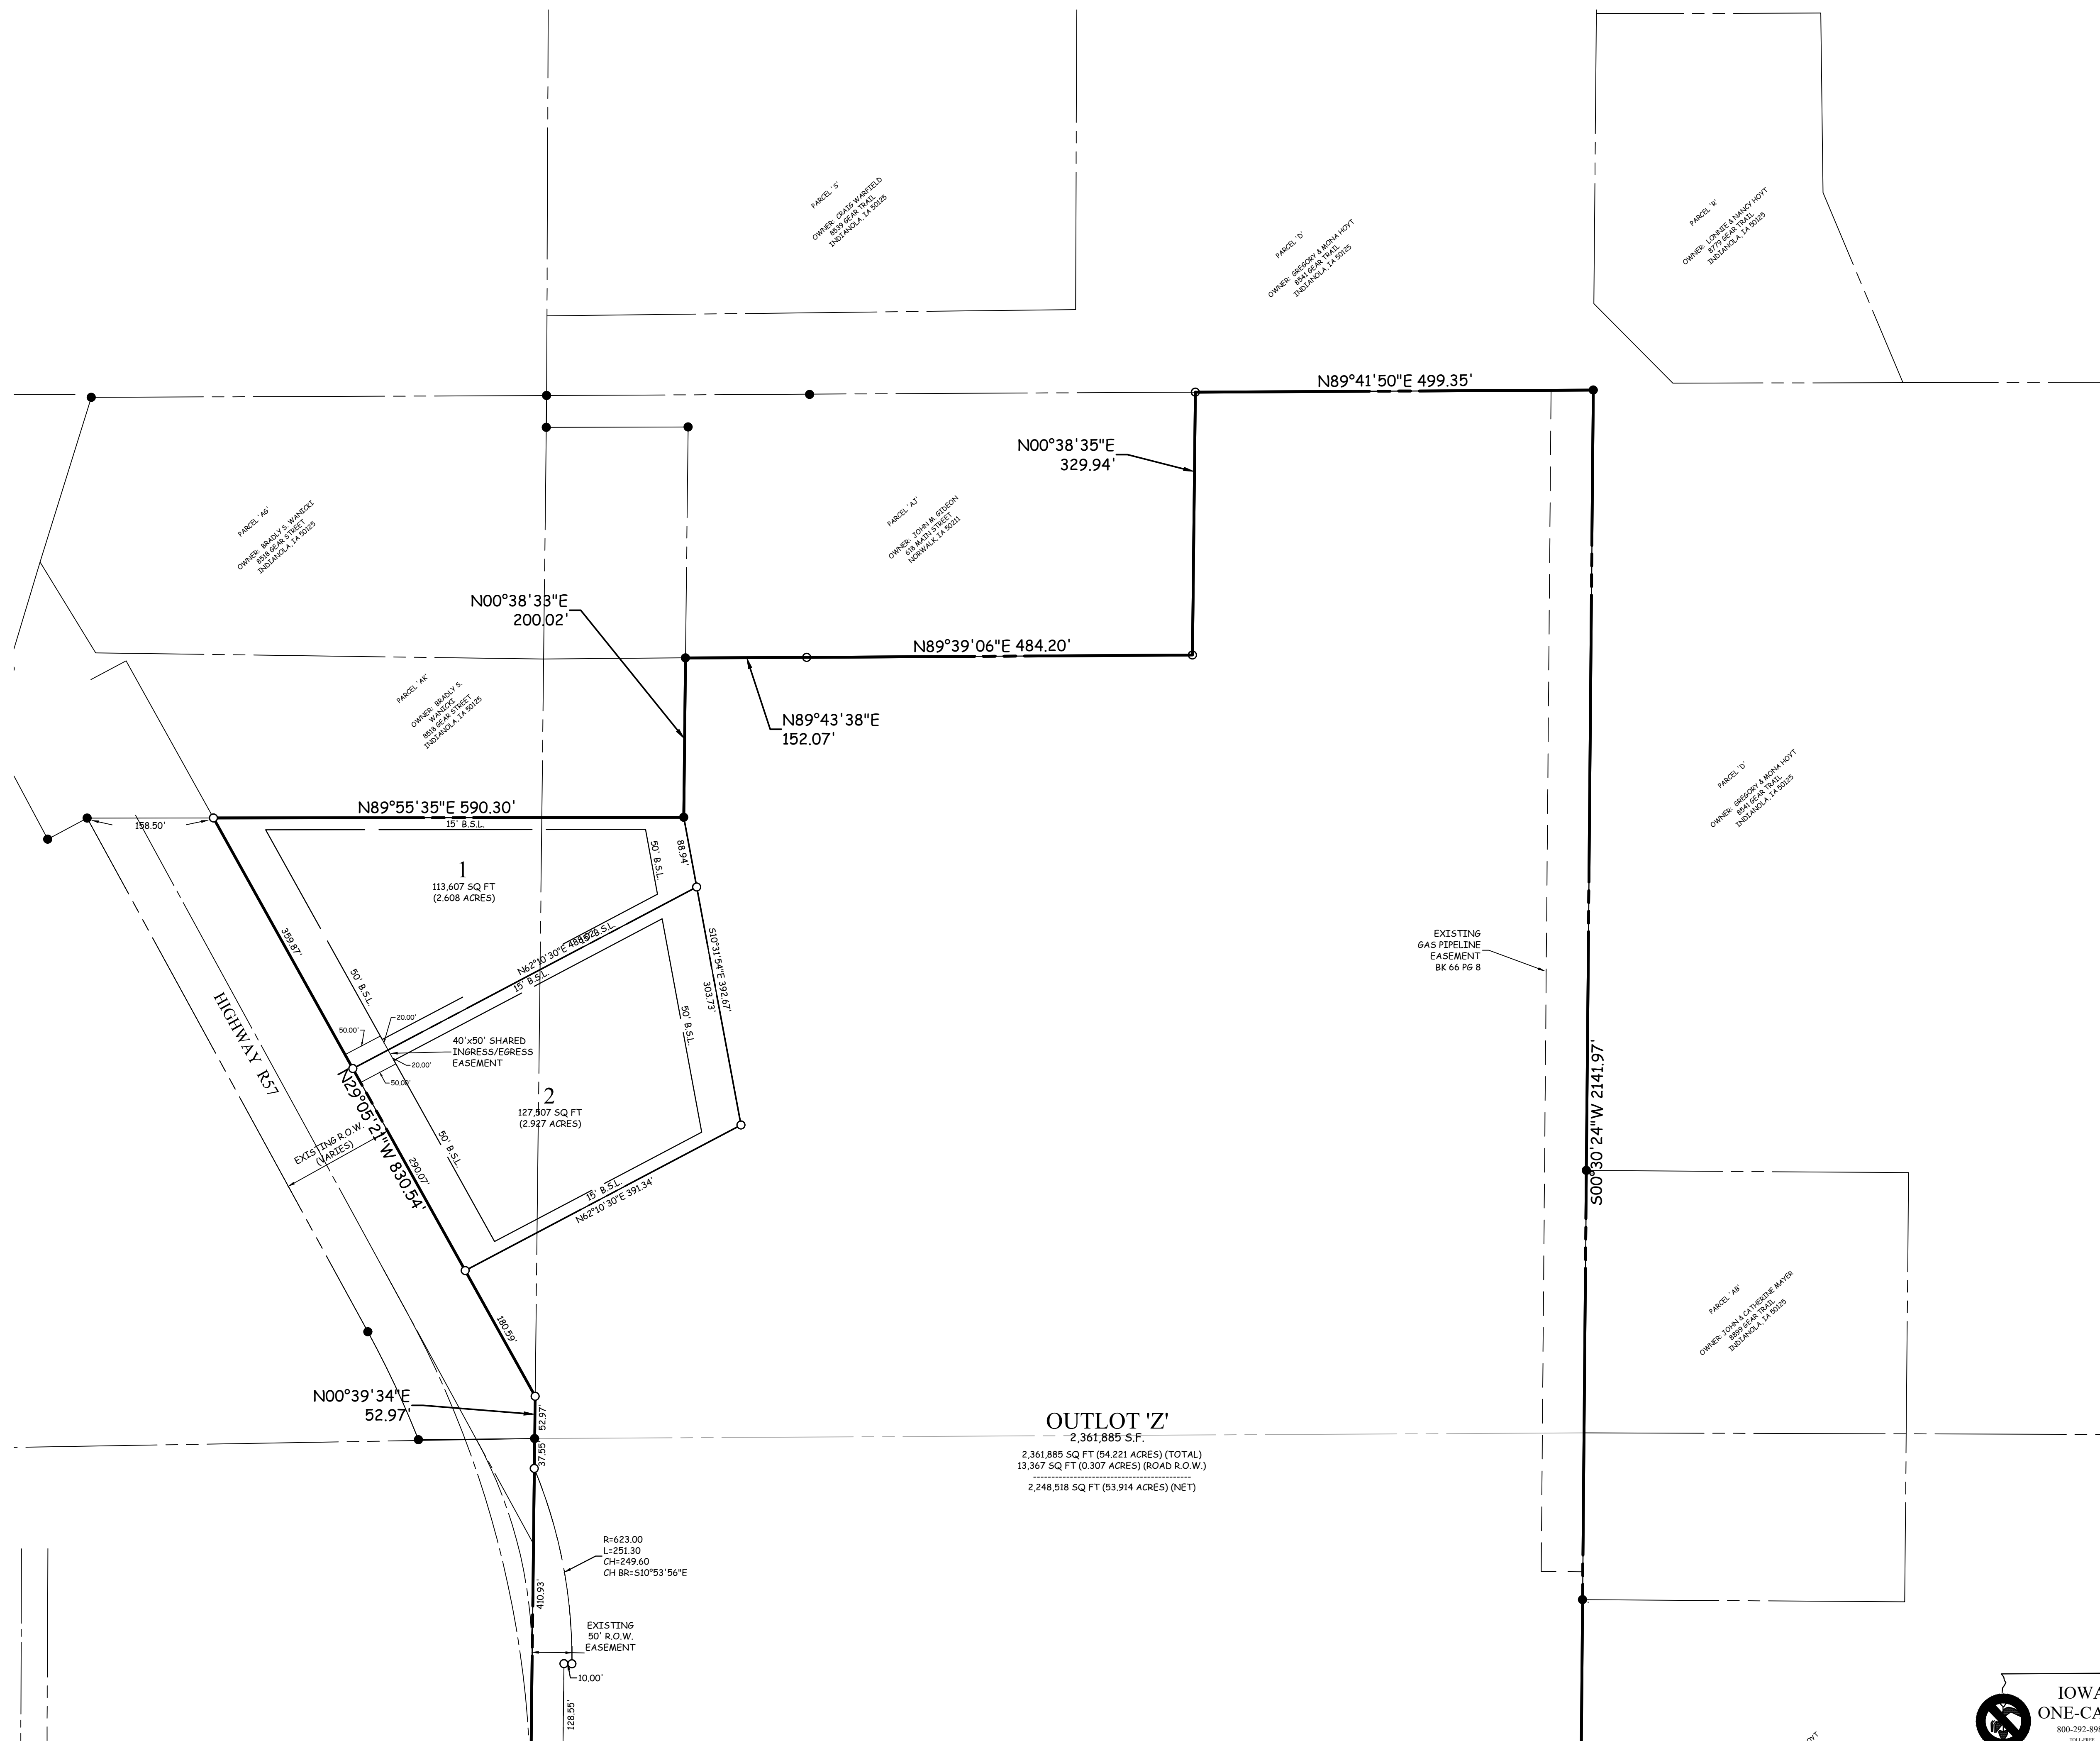 PARCEL 'S'
OWNER: CRAIG WARFIELD
8539 GEAR TRAIL
INDIANOLA, IA 50125
PARCEL 'D'
OWNER: GREGORY & MONA HOYT
8541 GEAR TRAIL
INDIANOLA, IA 50125
PARCEL 'R'
OWNER: LONNIE & NANCY HOYT
8779 GEAR TRAIL
INDIANOLA, IA 50125
N89°41'50"E 499.35'
N00°38'35"E
329.94'
PARCEL 'AG'
OWNER: BRADLY S. WANICKI
8518 GEAR STREET
INDIANOLA, IA 50125
PARCEL 'AJ'
OWNER: JOHN M. GIDEON
618 MAIN STREET
NORWALK, IA 50211
N00°38'33"E
200.02'
N89°39'06"E 484.20'
PARCEL 'AK'
OWNER: BRADLY S.
WANICKI
8518 GEAR STREET
INDIANOLA, IA 50125
N89°43'38"E
152.07'
PARCEL 'D'
OWNER: GREGORY & MONA HOYT
8541 GEAR TRAIL
INDIANOLA, IA 50125
N89°55'35"E 590.30'
158.50'
15' B.S.L.
50' B.S.L.
88.94'
1
113,607 SQ FT
(2.608 ACRES)
359.87'
50' B.S.L.
N62°10'30"E
15' B.S.L.
15' B.S.L.
S10°31'54"E 392.67'
303.73'
50' B.S.L.
EXISTING
GAS PIPELINE
EASEMENT
BK 66 PG 8
HIGHWAY R57
50.00'
20.00'
40'x50' SHARED
INGRESS/EGRESS
EASEMENT
20.00'
50.00'
2
127,507 SQ FT
(2.927 ACRES)
N29°05'21"W 830.54'
EXISTING R.O.W.
(VARIES)
290.07'
50' B.S.L.
15' B.S.L.
N62°10'30"E 391.34'
S00°30'24"W 2141.97'
PARCEL 'AB'
OWNER: JOHN & CATHERINE MAYER
8899 GEAR TRAIL
INDIANOLA, IA 50125
180.59'
N00°39'34"E
52.97'
52.97'
37.55'
OUTLOT 'Z'
2,361,885 S.F.
2,361,885 SQ FT (54.221 ACRES) (TOTAL)
13,367 SQ FT (0.307 ACRES) (ROAD R.O.W.)
--------------------------------------------
2,248,518 SQ FT (53.914 ACRES) (NET)
R=623.00
L=251.30
CH=249.60
CH BR=S10°53'56"E
410.93'
EXISTING
50' R.O.W.
EASEMENT
10.00'
128.55'
IOWA
ONE-CA
800-292-898